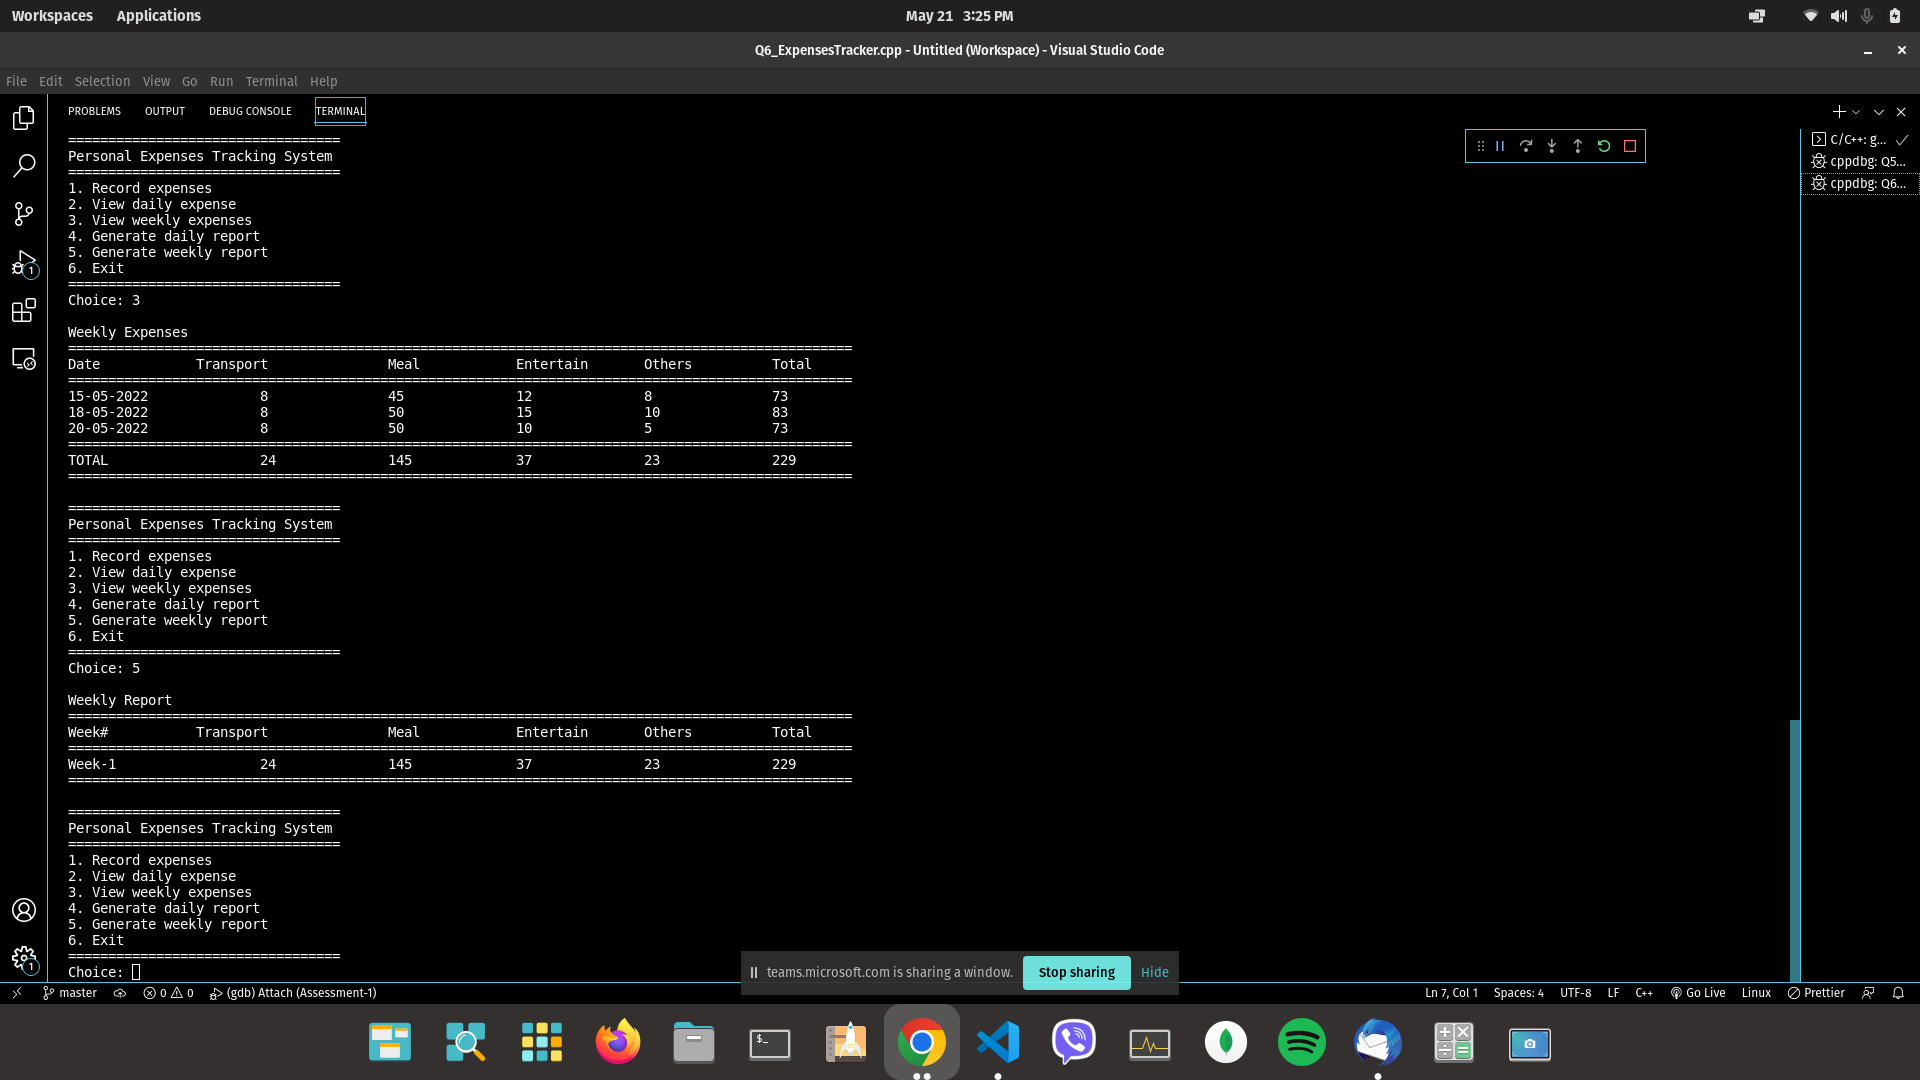 Workspaces Applications May 21 3:25 PM
Q6_ExpensesTracker.cpp - Untitled (Workspace) - Visual Studio Code
File Edit Selection View Go Run Terminal Help
PROBLEMS OUTPUT DEBUG CONSOLE TERMINAL
==================================
C/C++: g...
Personal Expenses Tracking System
cppdbg: Q5...
==================================
cppdbg: Q6...
1. Record expenses
2. View daily expense
3. View weekly expenses
4. Generate daily report
5. Generate weekly report
6. Exit
==================================
Choice: 3
Weekly Expenses
==================================================================================================
Date Transport Meal Entertain Others Total
==================================================================================================
15-05-2022 8 45 12 8 73
18-05-2022 8 50 15 10 83
20-05-2022 8 50 10 5 73
==================================================================================================
TOTAL 24 145 37 23 229
==================================================================================================
==================================
Personal Expenses Tracking System
==================================
1. Record expenses
2. View daily expense
3. View weekly expenses
4. Generate daily report
5. Generate weekly report
6. Exit
==================================
Choice: 5
Weekly Report
==================================================================================================
Week# Transport Meal Entertain Others Total
==================================================================================================
Week-1 24 145 37 23 229
==================================================================================================
==================================
Personal Expenses Tracking System
==================================
1. Record expenses
2. View daily expense
3. View weekly expenses
4. Generate daily report
5. Generate weekly report
6. Exit
==================================
Choice:
1
1
teams.microsoft.com is sharing a window. Stop sharing Hide
master 0 0 (gdb) Attach (Assessment-1) Ln 7, Col 1 Spaces: 4 UTF-8 LF C++ Go Live Linux Prettier
$_